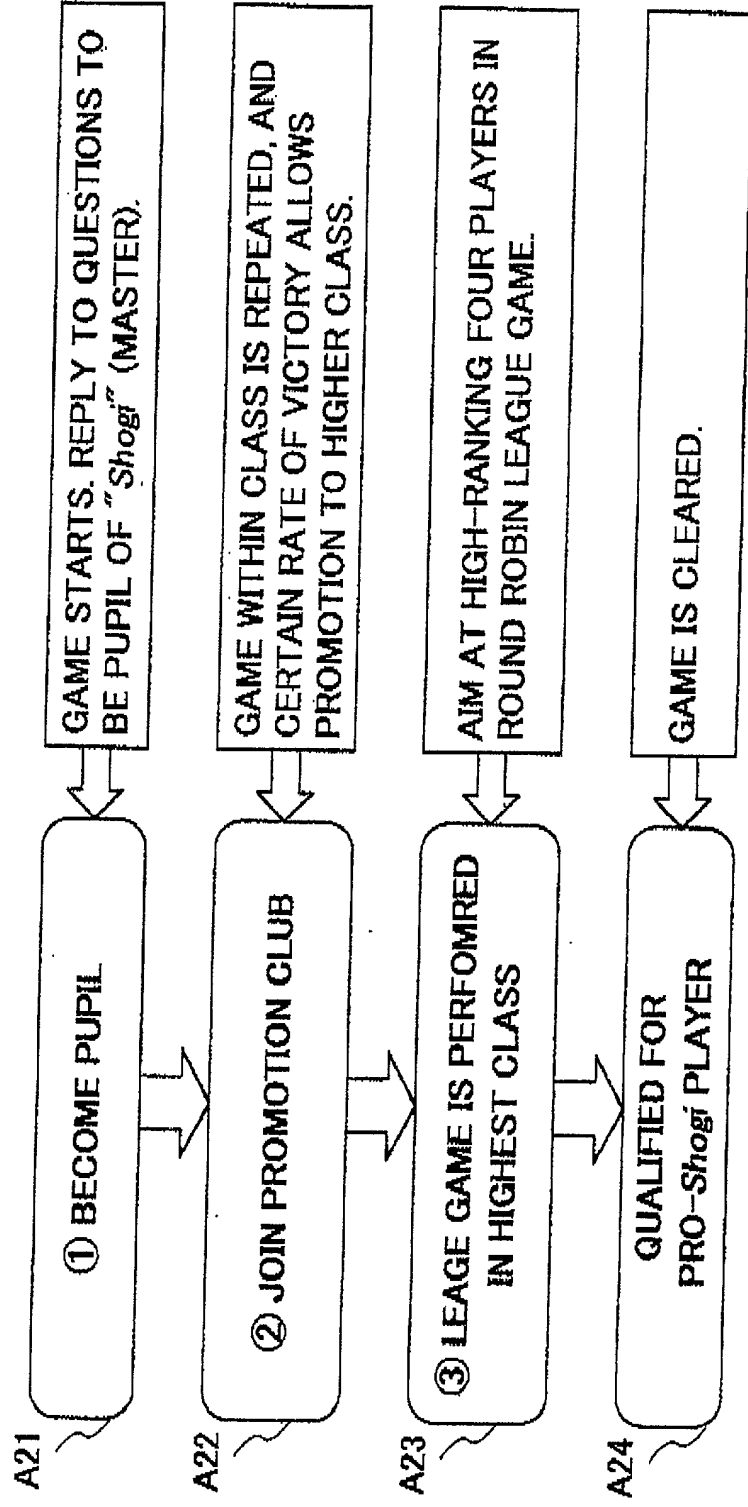 A21
① BECOME PUPIL
GAME STARTS. REPLY TO QUESTIONS TO
BE PUPIL OF "Shogi" (MASTER).
A22
② JOIN PROMOTION CLUB
GAME WITHIN CLASS IS REPEATED, AND
CERTAIN RATE OF VICTORY ALLOWS
PROMOTION TO HIGHER CLASS.
A23
③ LEAGE GAME IS PERFOMRED
IN HIGHEST CLASS
AIM AT HIGH-RANKING FOUR PLAYERS IN
ROUND ROBIN LEAGUE GAME.
A24
QUALIFIED FOR
PRO-Shogi PLAYER
GAME IS CLEARED.